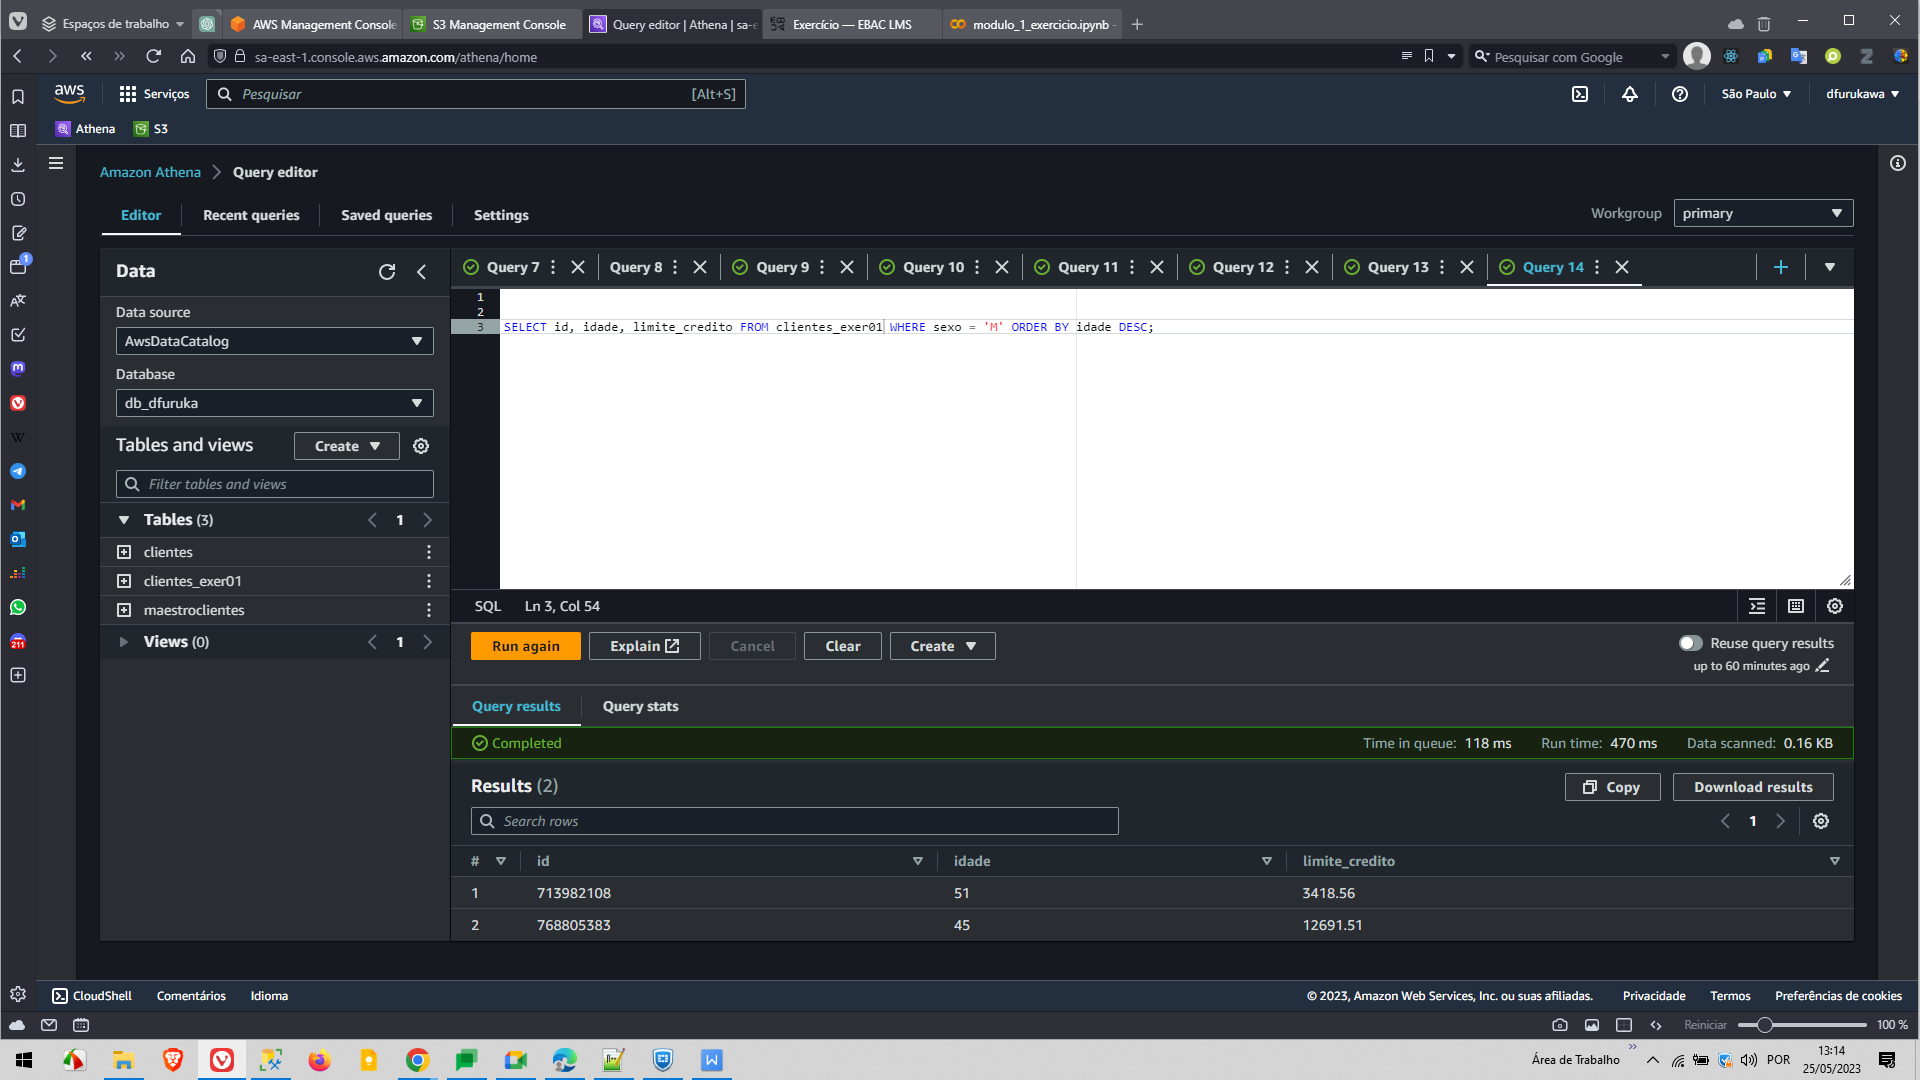 Espaços de trabalho
AWS Management Console
S3 Management Console
Query editor | Athena | sa-e
Exercício — EBAC LMS
modulo_1_exercicio.ipynb -
sa-east-1.console.aws.amazon.com/athena/home
Pesquisar com Google
aws
Serviços
Pesquisar
[Alt+S]
São Paulo
dfurukawa
Athena
S3
Amazon Athena
Query editor
Editor
Recent queries
Saved queries
Settings
Workgroup
primary
Data
Data source
AwsDataCatalog
Database
db_dfuruka
Tables and views
Create
Filter tables and views
Tables (3)
1
clientes
clientes_exer01
maestroclientes
Views (0)
1
Query 7
Query 8
Query 9
Query 10
Query 11
Query 12
Query 13
Query 14
1
2
3
SELECT id, idade, limite_credito FROM clientes_exer01 WHERE sexo = 'M' ORDER BY idade DESC;
SQL
Ln 3, Col 54
Run again
Explain
Cancel
Clear
Create
Reuse query results
up to 60 minutes ago
Query results
Query stats
Completed
Time in queue: 118 ms
Run time: 470 ms
Data scanned: 0.16 KB
Results (2)
Copy
Download results
Search rows
1
# id idade limite_credito
1 713982108 51 3418.56
2 768805383 45 12691.51
CloudShell
Comentários
Idioma
© 2023, Amazon Web Services, Inc. ou suas afiliadas.
Privacidade
Termos
Preferências de cookies
Reiniciar
100 %
Área de Trabalho
POR
13:14
25/05/2023
1
211